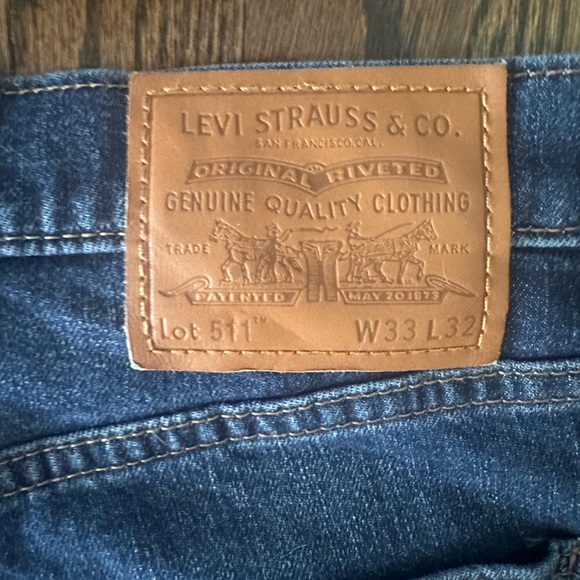 LEVI STRAUSS & CO.
SAN FRANCISCO, CAL.
ORIGINAL RIVETED
GENUINE QUALITY CLOTHING
TRADE MARK
PATENTED MAY 20 1873
Lot 511™ W33 L32